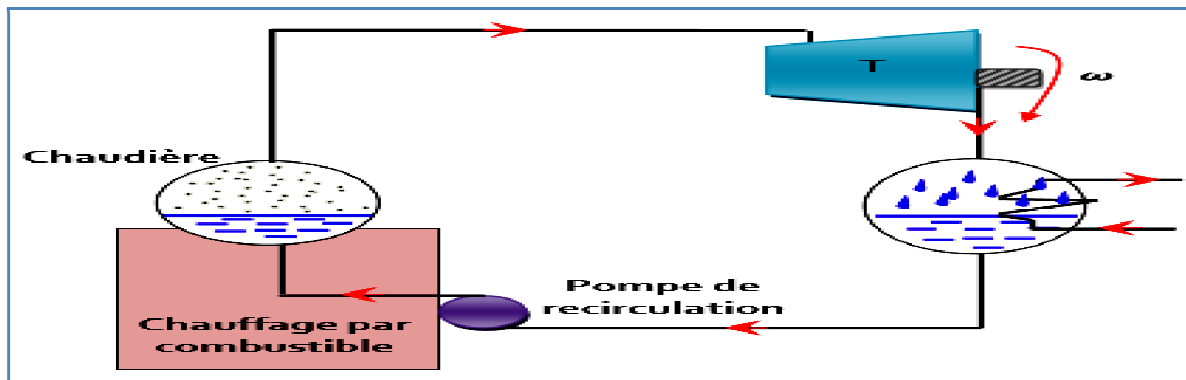 T
ω
Chaudière
Pompe de
recirculation
Chauffage par
combustible